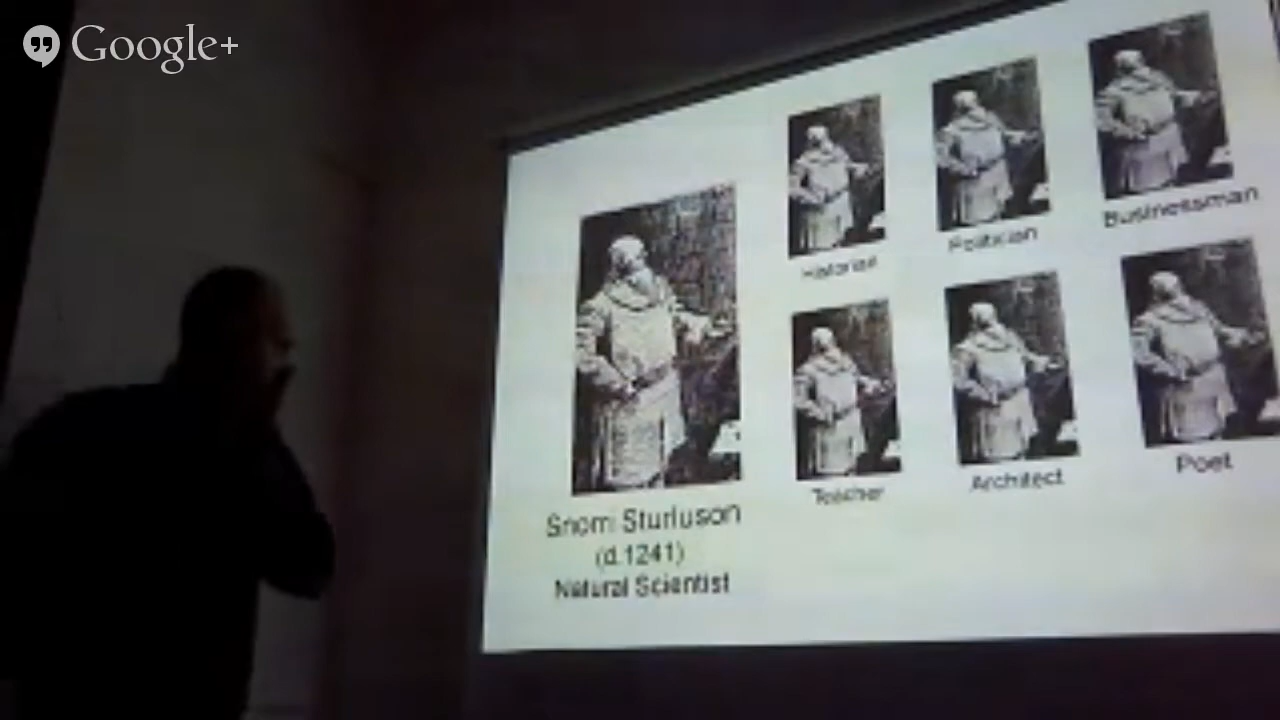 Google+
Historian
Politician
Businessman
Teacher
Architect
Poet
Snorri Sturluson
(d.1241)
Natural Scientist